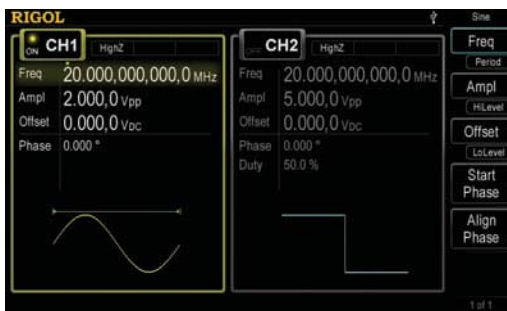 RIGOL
Sine
ON CH1 HighZ
Freq 20.000,000,000,0 MHz
Ampl 2.000,0 Vpp
Offset 0.000,0 VDC
Phase 0.000 °
OFF CH2 HighZ
Freq 20.000,000,000,0 MHz
Ampl 5.000,0 Vpp
Offset 0.000,0 VDC
Phase 0.000 °
Duty 50.0 %
Freq
Period
Ampl
HiLevel
Offset
LoLevel
Start
Phase
Align
Phase
1 of 1